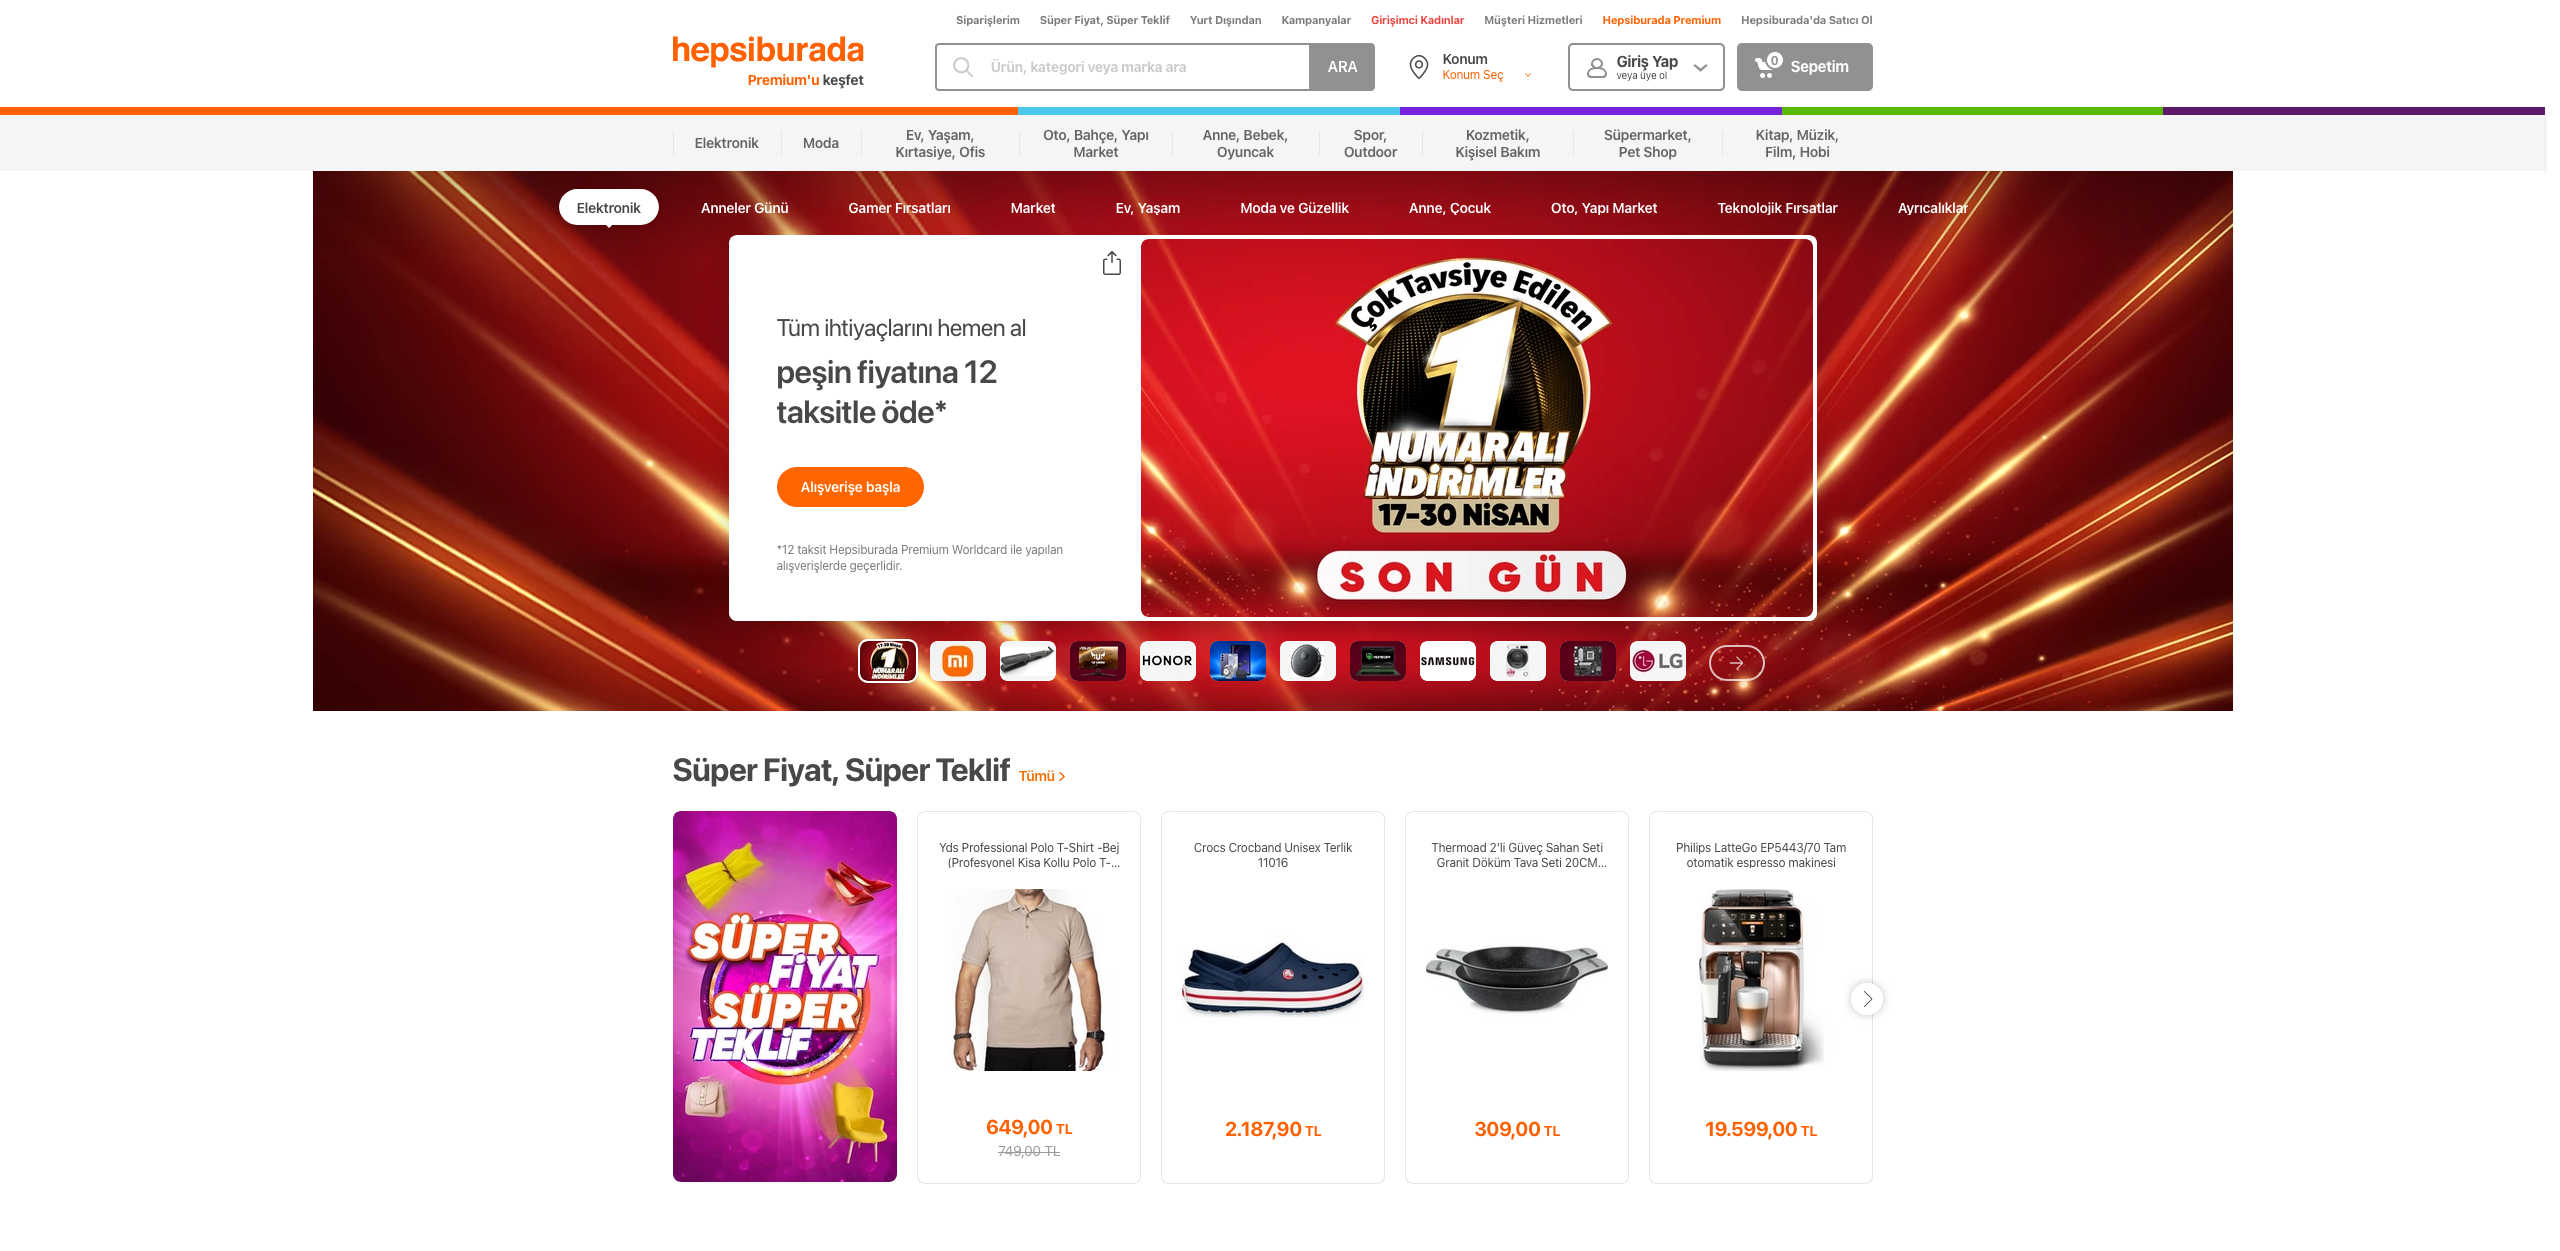 Siparişlerim
Süper Fiyat, Süper Teklif
Yurt Dışından
Kampanyalar
Girişimci Kadınlar
Müşteri Hizmetleri
Hepsiburada Premium
Hepsiburada'da Satıcı Ol
hepsiburada
Premium'u keşfet
Ürün, kategori veya marka ara
ARA
Konum
Konum Seç
Giriş Yap
veya üye ol
0
Sepetim
Elektronik
Moda
Ev, Yaşam,
Kırtasiye, Ofis
Oto, Bahçe, Yapı
Market
Anne, Bebek,
Oyuncak
Spor,
Outdoor
Kozmetik,
Kişisel Bakım
Süpermarket,
Pet Shop
Kitap, Müzik,
Film, Hobi
Elektronik
Anneler Günü
Gamer Fırsatları
Market
Ev, Yaşam
Moda ve Güzellik
Anne, Çocuk
Oto, Yapı Market
Teknolojik Fırsatlar
Ayrıcalıklar
Tüm ihtiyaçlarını hemen al
peşin fiyatına 12
taksitle öde*
Alışverişe başla
*12 taksit Hepsiburada Premium Worldcard ile yapılan
alışverişlerde geçerlidir.
Çok Tavsiye Edilen
1
NUMARALI
İNDİRİMLER
17-30 NİSAN
SON GÜN
17-30 Nisan
1
NUMARALI
İNDİRİMLER
mi
HONOR
SAMSUNG
LG
Süper Fiyat, Süper Teklif
Tümü
SÜPER
FİYAT
SÜPER
TEKLİF
Yds Professional Polo T-Shirt -Bej
(Profesyonel Kisa Kollu Polo T-...
649,00 TL
749,00 TL
Crocs Crocband Unisex Terlik
11016
2.187,90 TL
Thermoad 2'li Güveç Sahan Seti
Granit Döküm Tava Seti 20CM...
309,00 TL
Philips LatteGo EP5443/70 Tam
otomatik espresso makinesi
19.599,00 TL